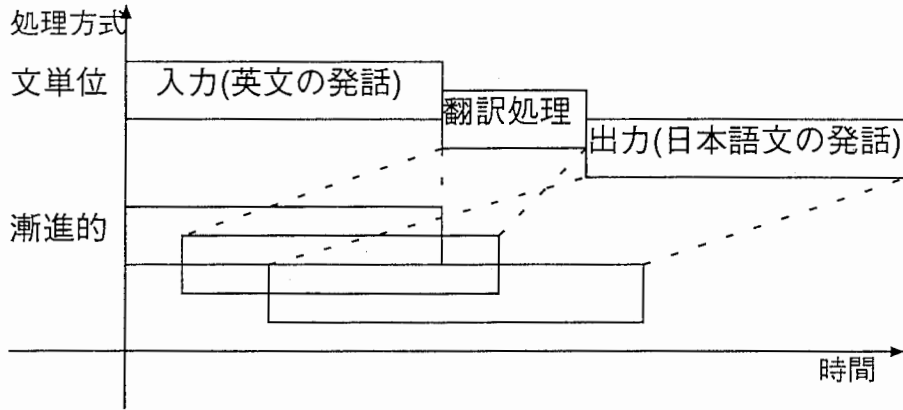 処理方式
文単位
入力(英文の発話)
翻訳処理
出力(日本語文の発話)
漸進的
時間